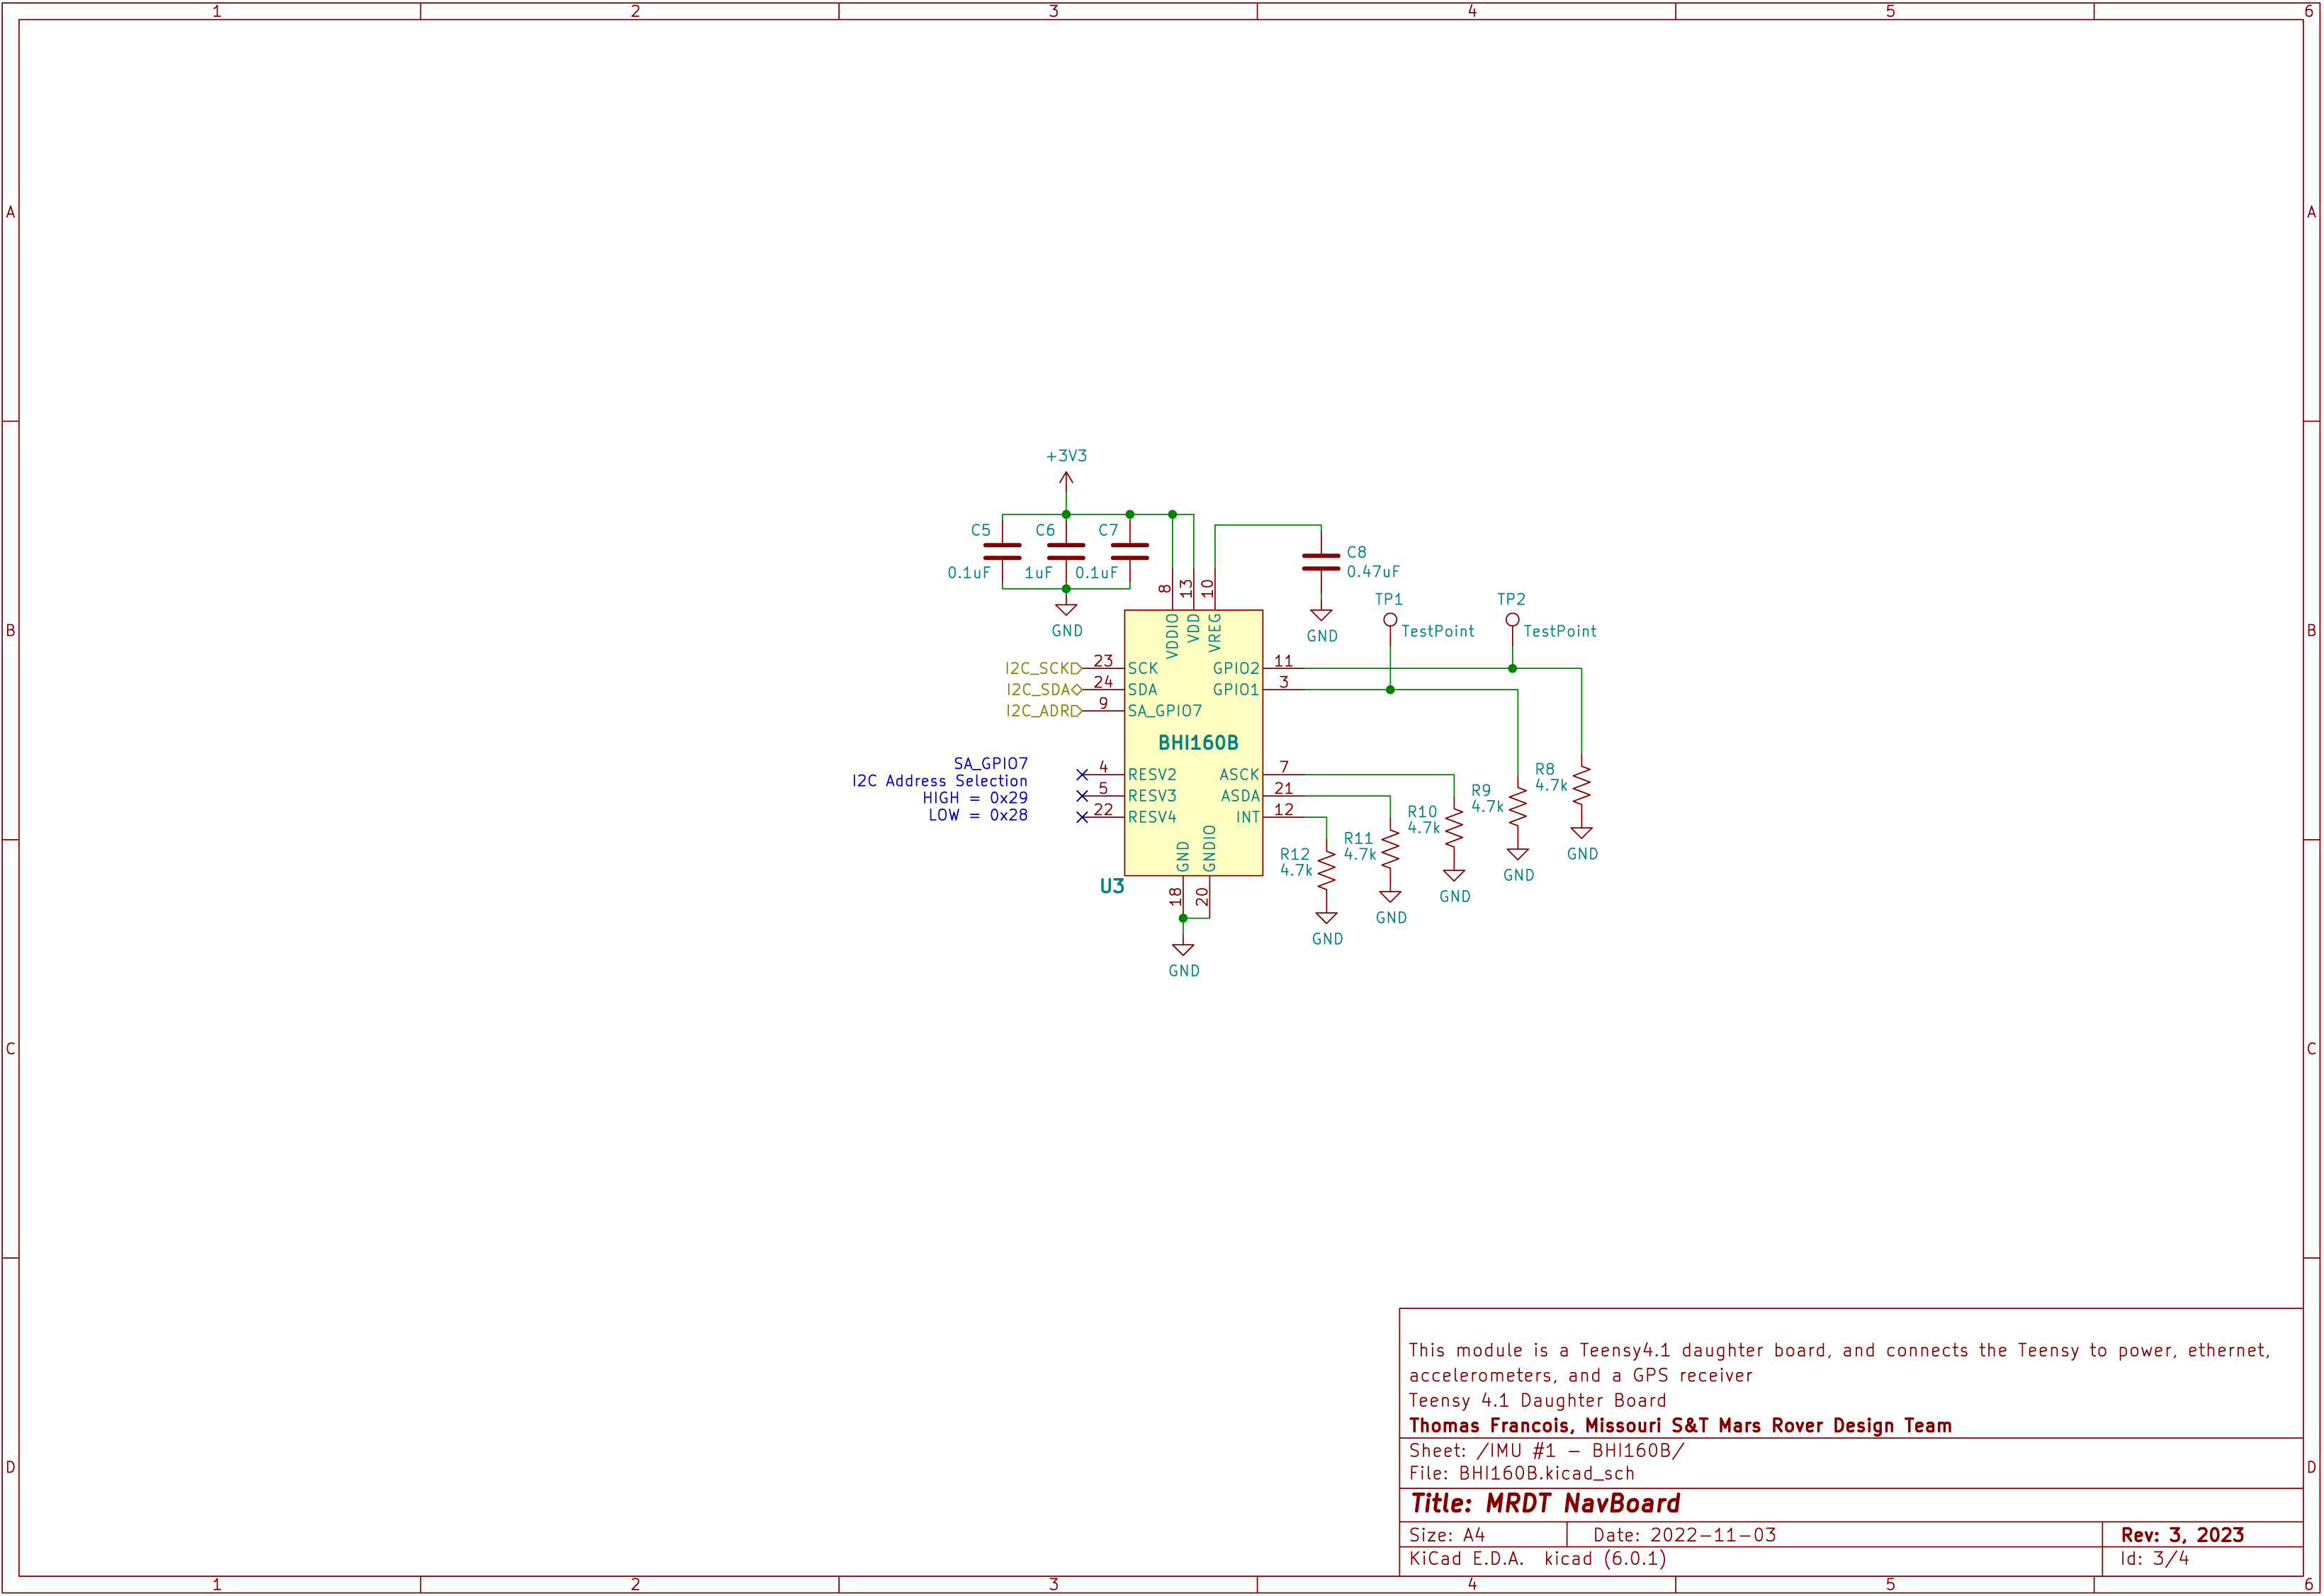 1 2 3 4 5 6
A A
+3V3
C5 C6 C7
0.1uF 1uF 0.1uF
GND
C8
0.47uF
GND
8 13 10
VDDIO VDD VREG
TP1
TestPoint
TP2
TestPoint
B B
I2C_SCK 23 SCK
I2C_SDA 24 SDA
I2C_ADR 9 SA_GPIO7
GPIO2 11
GPIO1 3
BHI160B
SA_GPIO7
I2C Address Selection
HIGH = 0x29
LOW = 0x28
4 RESV2
5 RESV3
22 RESV4
ASCK 7
ASDA 21
INT 12
R8
4.7k
GND
R9
4.7k
GND
R10
4.7k
GND
R11
4.7k
GND
R12
4.7k
GND
GND GNDIO
U3
18 20
GND
C C
This module is a Teensy4.1 daughter board, and connects the Teensy to power, ethernet,
accelerometers, and a GPS receiver
Teensy 4.1 Daughter Board
Thomas Francois, Missouri S&T Mars Rover Design Team
Sheet: /IMU #1 - BHI160B/
File: BHI160B.kicad_sch
D D
Title: MRDT NavBoard
Size: A4 Date: 2022-11-03 Rev: 3, 2023
KiCad E.D.A. kicad (6.0.1) Id: 3/4
1 2 3 4 5 6